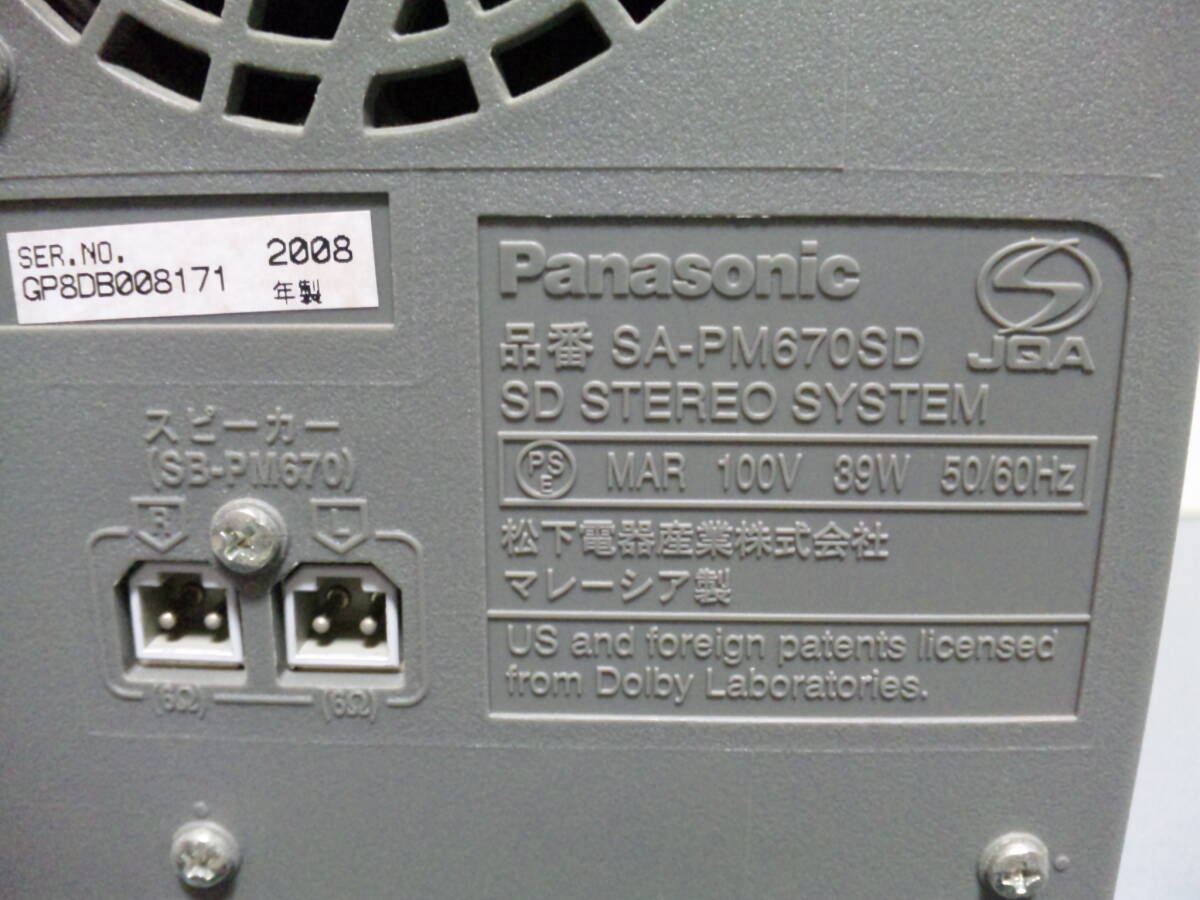 SER.NO. 2008
GP8DB008171 年製
スピーカー
(SB-PM670)
R L
(6Ω) (6Ω)
Panasonic
JQA
品番 SA-PM670SD
SD STEREO SYSTEM
PSE MAR 100V 39W 50/60Hz
松下電器産業株式会社
マレーシア製
US and foreign patents licensed
from Dolby Laboratories.